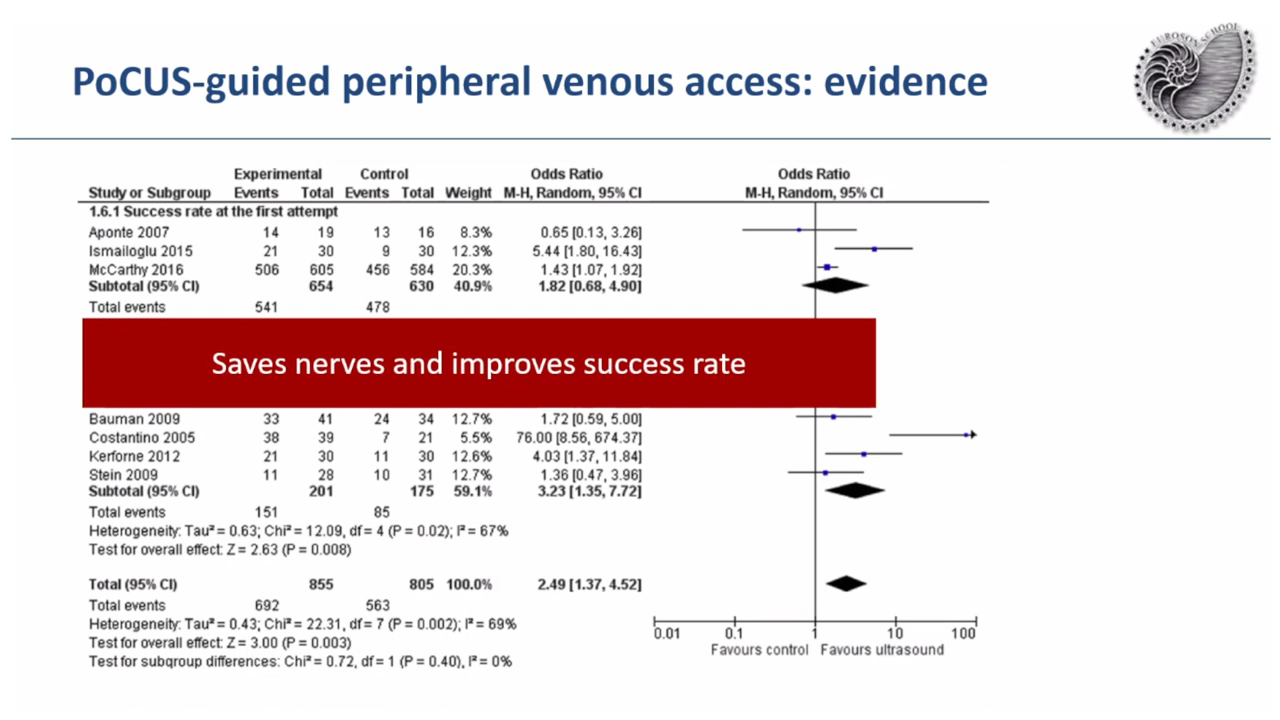 PoCUS-guided peripheral venous access: evidence
EUROSON SCHOOL
Experimental Control Odds Ratio Odds Ratio
Study or Subgroup Events Total Events Total Weight M-H, Random, 95% CI M-H, Random, 95% CI
1.6.1 Success rate at the first attempt
Aponte 2007 14 19 13 16 8.3% 0.65 [0.13, 3.26]
Ismailoglu 2015 21 30 9 30 12.3% 5.44 [1.80, 16.43]
McCarthy 2016 506 605 456 584 20.3% 1.43 [1.07, 1.92]
Subtotal (95% CI) 654 630 40.9% 1.82 [0.68, 4.90]
Total events 541 478
Saves nerves and improves success rate
Bauman 2009 33 41 24 34 12.7% 1.72 [0.59, 5.00]
Costantino 2005 38 39 7 21 5.5% 76.00 [8.56, 674.37]
Kerforne 2012 21 30 11 30 12.6% 4.03 [1.37, 11.84]
Stein 2009 11 28 10 31 12.7% 1.36 [0.47, 3.96]
Subtotal (95% CI) 201 175 59.1% 3.23 [1.35, 7.72]
Total events 151 85
Heterogeneity: Tau² = 0.63; Chi² = 12.09, df = 4 (P = 0.02); I² = 67%
Test for overall effect: Z = 2.63 (P = 0.008)
Total (95% CI) 855 805 100.0% 2.49 [1.37, 4.52]
Total events 692 563
Heterogeneity: Tau² = 0.43; Chi² = 22.31, df = 7 (P = 0.002); I² = 69%
Test for overall effect: Z = 3.00 (P = 0.003)
Test for subgroup differences: Chi² = 0.72, df = 1 (P = 0.40), I² = 0%
0.01 0.1 1 10 100
Favours control Favours ultrasound